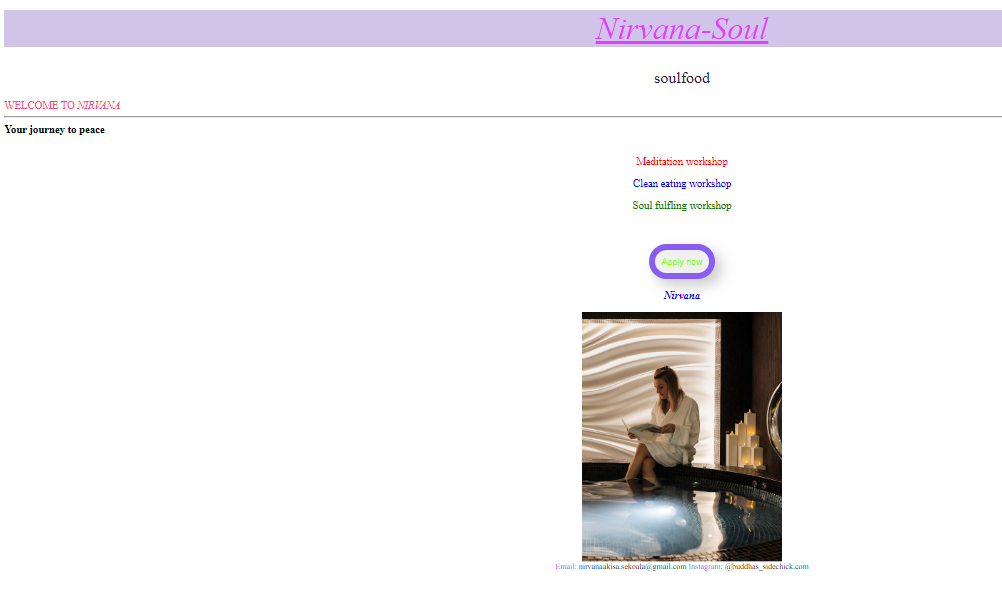 Nirvana-Soul
soulfood
WELCOME TO NIRVANA
Your journey to peace
Meditation workshop
Clean eating workshop
Soul fulfling workshop
Apply now
Nirvana
Email: nirvanaakisa.sekoala@gmail.com Instagram: @buddhas_sidechick.com